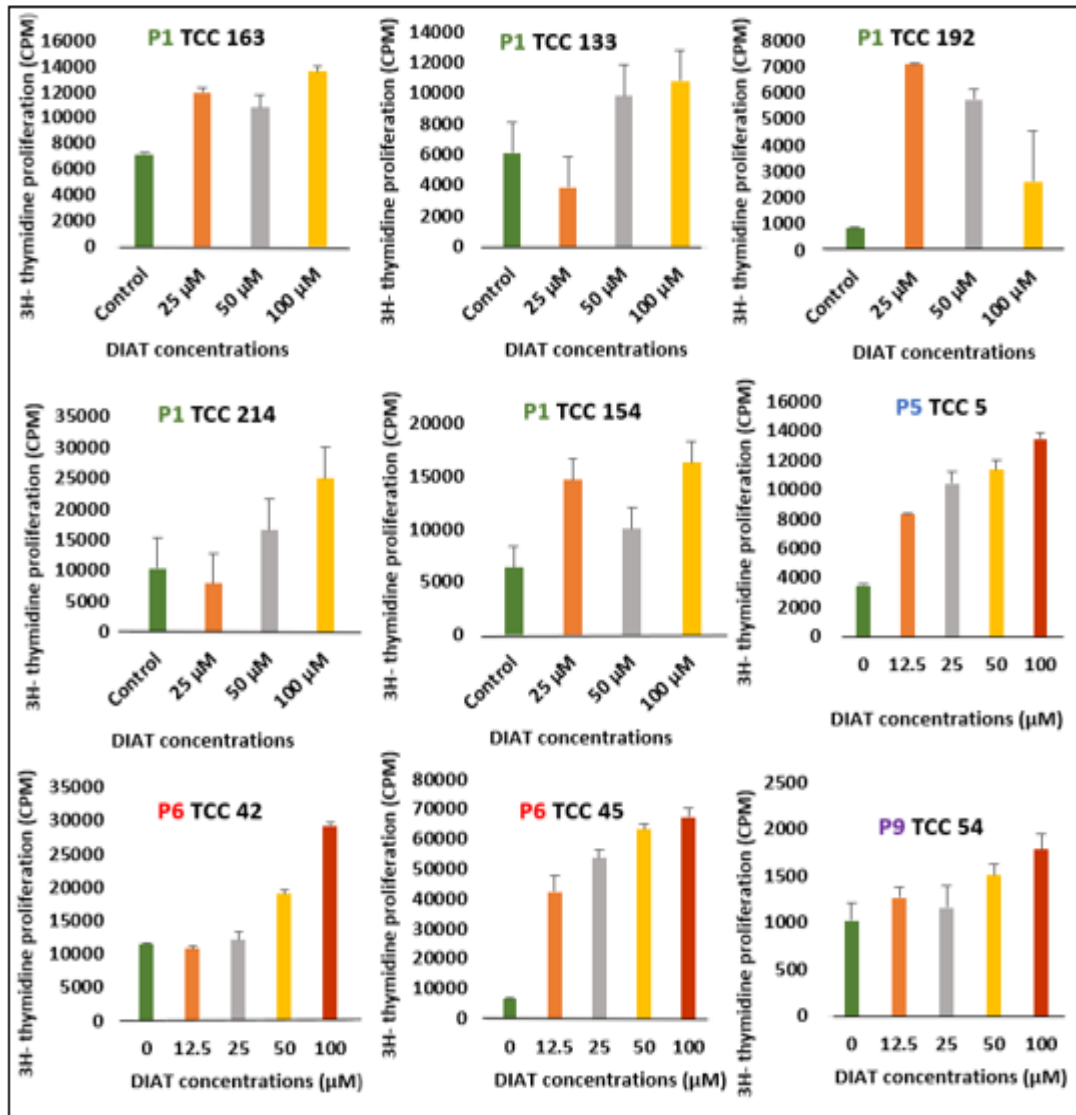 P1 TCC 163
3H- thymidine proliferation (CPM)
16000
14000
12000
10000
8000
6000
4000
2000
0
Control
25 µM
50 µM
100 µM
DIAT concentrations
P1 TCC 133
3H- thymidine proliferation (CPM)
14000
12000
10000
8000
6000
4000
2000
0
Control
25 µM
50 µM
100 µM
DIAT concentrations
P1 TCC 192
3H- thymidine proliferation (CPM)
8000
7000
6000
5000
4000
3000
2000
1000
0
Control
25 µM
50 µM
100 µM
DIAT concentrations
P1 TCC 214
3H- thymidine proliferation (CPM)
35000
30000
25000
20000
15000
10000
5000
0
Control
25 µM
50 µM
100 µM
DIAT concentrations
P1 TCC 154
3H- thymidine proliferation (CPM)
20000
15000
10000
5000
0
Control
25 µM
50 µM
100 µM
DIAT concentrations
P5 TCC 5
3H- thymidine proliferation (CPM)
16000
14000
12000
10000
8000
6000
4000
2000
0
0 12.5 25 50 100
DIAT concentrations (µM)
P6 TCC 42
3H- thymidine proliferation (CPM)
35000
30000
25000
20000
15000
10000
5000
0
0 12.5 25 50 100
DIAT concentrations (µM)
P6 TCC 45
3H- thymidine proliferation (CPM)
80000
70000
60000
50000
40000
30000
20000
10000
0
0 12.5 25 50 100
DIAT concentrations (µM)
P9 TCC 54
3H- thymidine proliferation (CPM)
2500
2000
1500
1000
500
0
0 12.5 25 50 100
DIAT concentrations (µM)